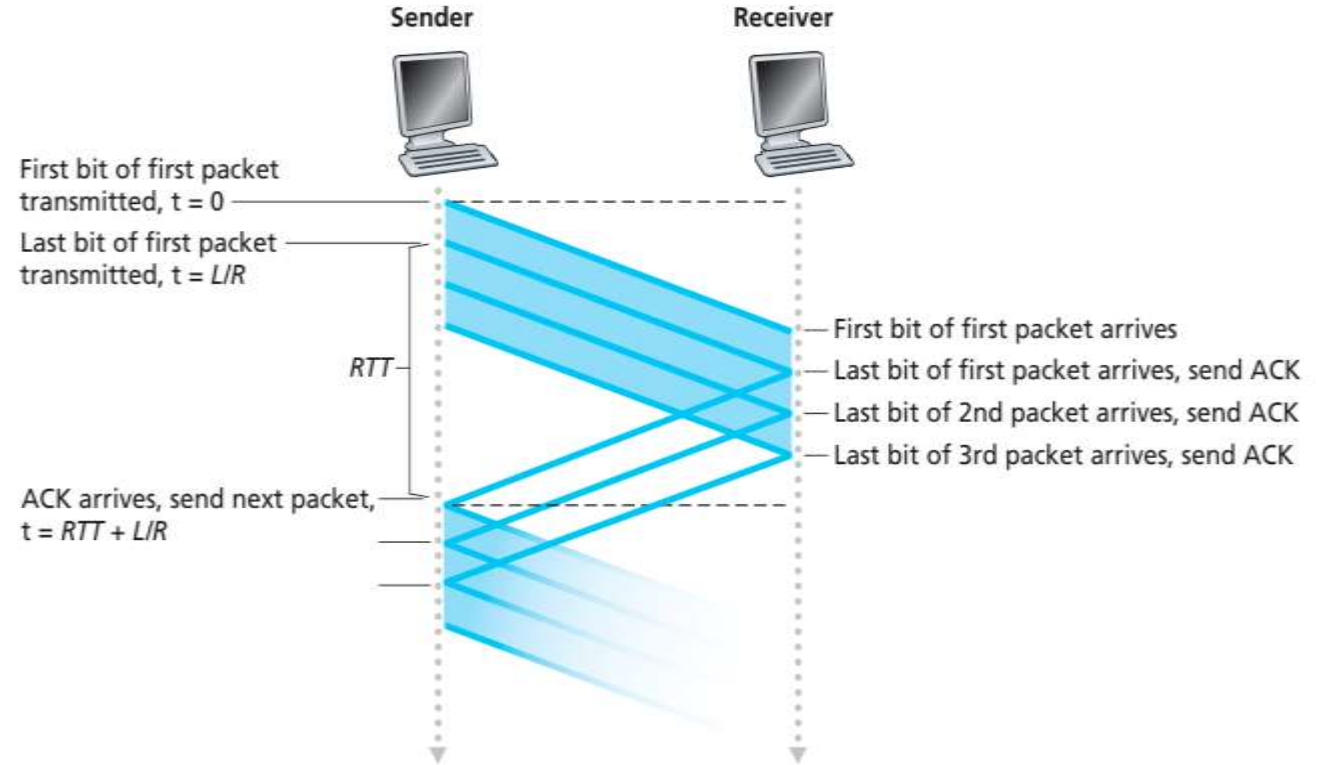 Sender
Receiver
First bit of first packet
transmitted, t = 0
Last bit of first packet
transmitted, t = L/R
RTT
First bit of first packet arrives
Last bit of first packet arrives, send ACK
Last bit of 2nd packet arrives, send ACK
Last bit of 3rd packet arrives, send ACK
ACK arrives, send next packet,
t = RTT + L/R